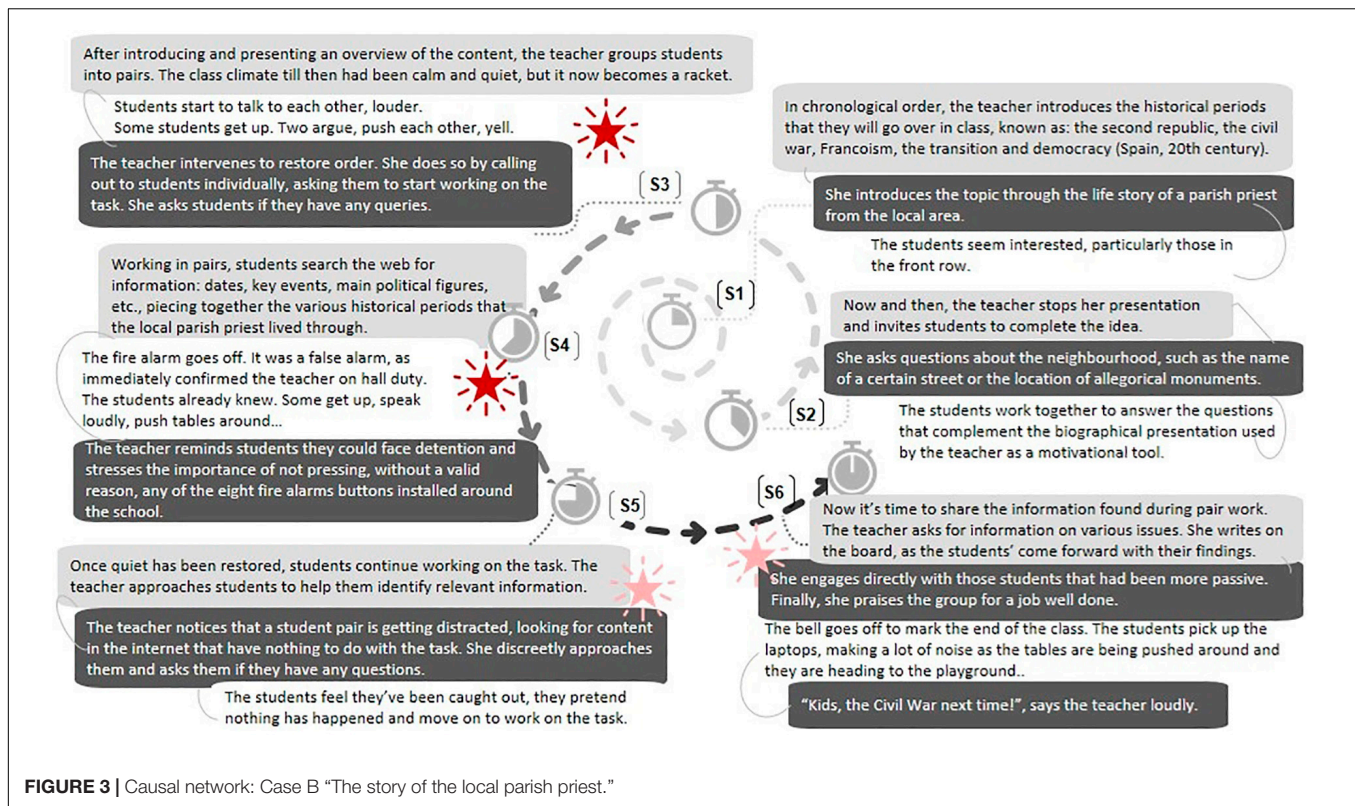 After introducing and presenting an overview of the content, the teacher groups students
into pairs. The class climate till then had been calm and quiet, but it now becomes a racket.
Students start to talk to each other, louder.
Some students get up. Two argue, push each other, yell.
The teacher intervenes to restore order. She does so by calling
out to students individually, asking them to start working on the
task. She asks students if they have any queries.
[S3]
In chronological order, the teacher introduces the historical periods
that they will go over in class, known as: the second republic, the civil
war, Francoism, the transition and democracy (Spain, 20th century).
She introduces the topic through the life story of a parish priest
from the local area.
The students seem interested, particularly those in
the front row.
[S1]
Working in pairs, students search the web for
information: dates, key events, main political figures,
etc., piecing together the various historical periods that
the local parish priest lived through.
[S4]
The fire alarm goes off. It was a false alarm, as
immediately confirmed the teacher on hall duty.
The students already knew. Some get up, speak
loudly, push tables around...
The teacher reminds students they could face detention and
stresses the importance of not pressing, without a valid
reason, any of the eight fire alarms buttons installed around
the school.
Now and then, the teacher stops her presentation
and invites students to complete the idea.
She asks questions about the neighbourhood, such as the name
of a certain street or the location of allegorical monuments.
[S2]
The students work together to answer the questions
that complement the biographical presentation used
by the teacher as a motivational tool.
[S5]
[S6]
Once quiet has been restored, students continue working on the task. The
teacher approaches students to help them identify relevant information.
The teacher notices that a student pair is getting distracted, looking for content
in the internet that have nothing to do with the task. She discreetly approaches
them and asks them if they have any questions.
The students feel they've been caught out, they pretend
nothing has happened and move on to work on the task.
Now it's time to share the information found during pair work.
The teacher asks for information on various issues. She writes on
the board, as the students' come forward with their findings.
She engages directly with those students that had been more passive.
Finally, she praises the group for a job well done.
The bell goes off to mark the end of the class. The students pick up the
laptops, making a lot of noise as the tables are being pushed around and
they are heading to the playground..
"Kids, the Civil War next time!", says the teacher loudly.
FIGURE 3 | Causal network: Case B "The story of the local parish priest."